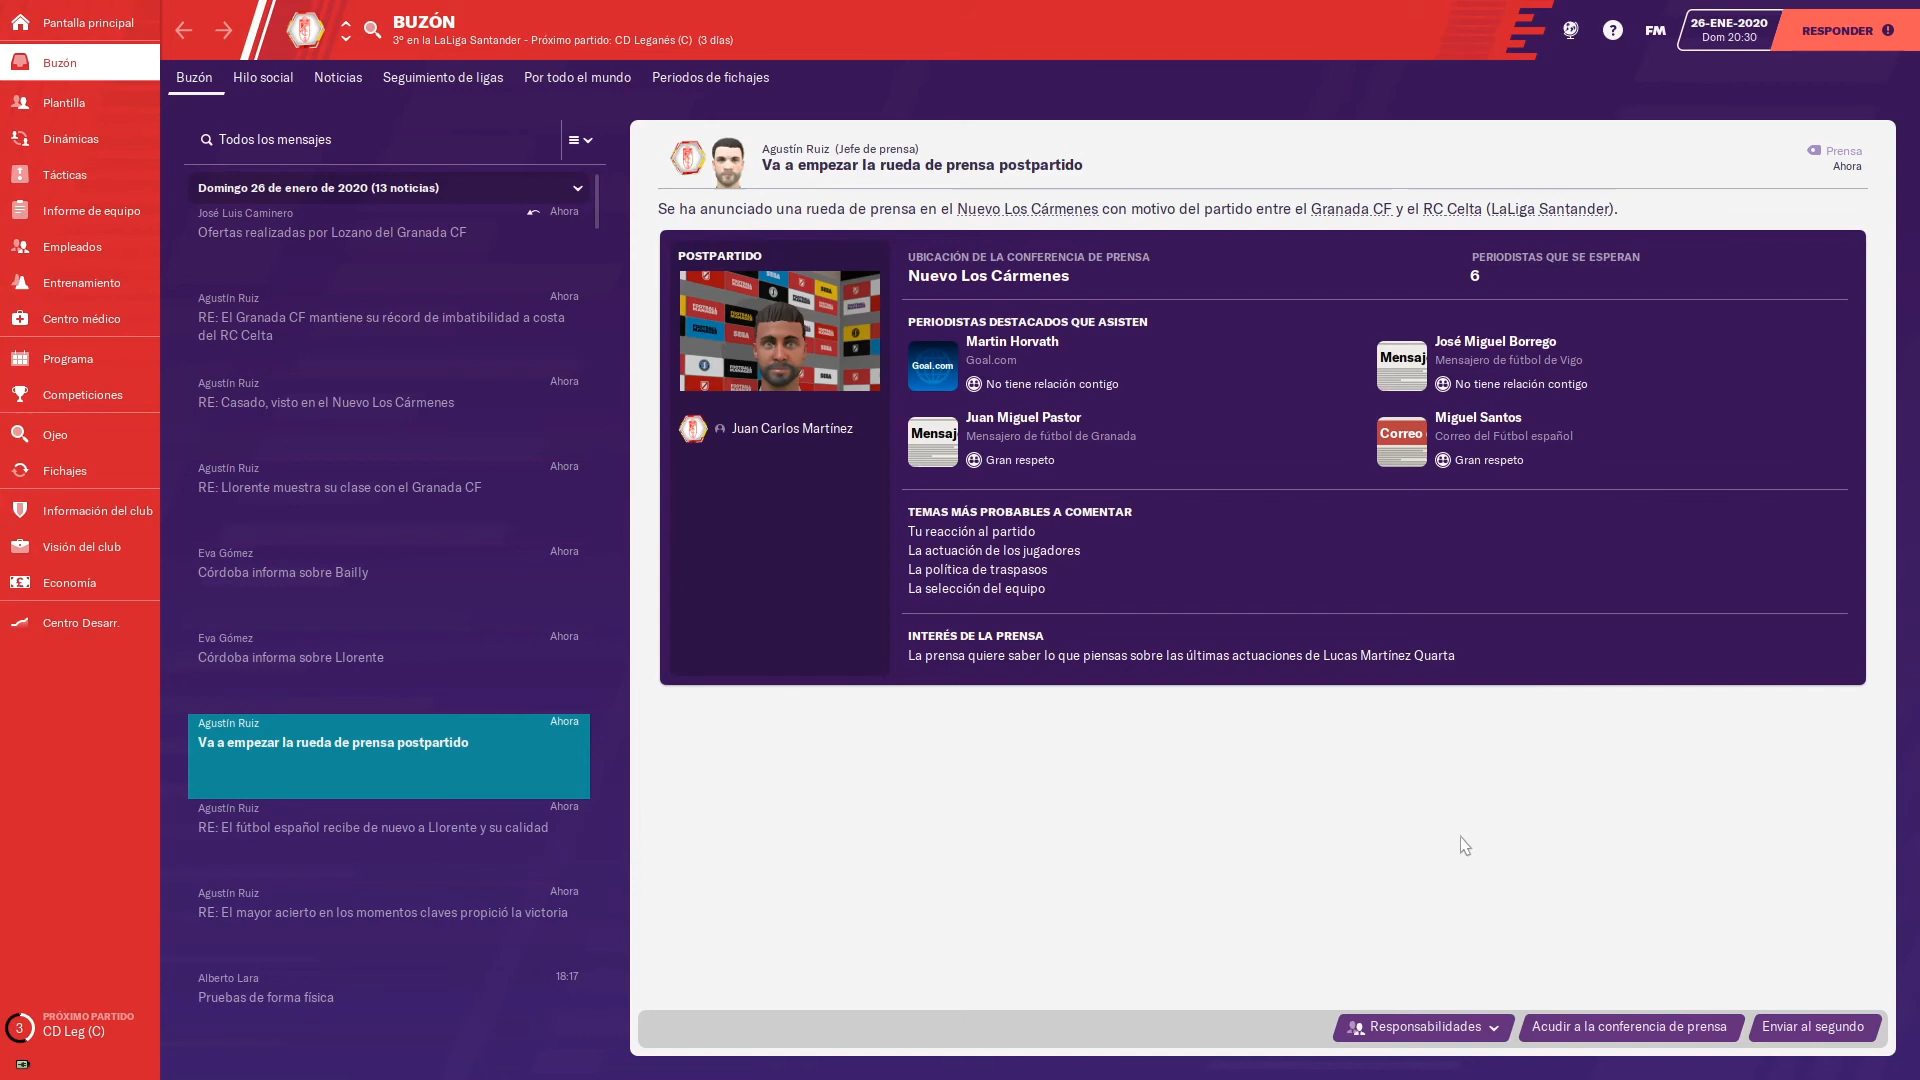 Pantalla principal
Buzón
Plantilla
Dinámicas
Tácticas
Informe de equipo
Empleados
Entrenamiento
Centro médico
Programa
Competiciones
Ojeo
Fichajes
Información del club
Visión del club
Economía
Centro Desarr.
3
PRÓXIMO PARTIDO
CD Leg (C)
BUZÓN
3º en la LaLiga Santander - Próximo partido: CD Leganés (C) (3 días)
?
FM
26-ENE-2020
Dom 20:30
RESPONDER
Buzón
Hilo social
Noticias
Seguimiento de ligas
Por todo el mundo
Periodos de fichajes
Todos los mensajes
Domingo 26 de enero de 2020 (13 noticias)
José Luis Caminero
Ahora
Ofertas realizadas por Lozano del Granada CF
Agustín Ruiz
Ahora
RE: El Granada CF mantiene su récord de imbatibilidad a costa
del RC Celta
Agustín Ruiz
Ahora
RE: Casado, visto en el Nuevo Los Cármenes
Agustín Ruiz
Ahora
RE: Llorente muestra su clase con el Granada CF
Eva Gómez
Ahora
Córdoba informa sobre Bailly
Eva Gómez
Ahora
Córdoba informa sobre Llorente
Agustín Ruiz
Ahora
Va a empezar la rueda de prensa postpartido
Agustín Ruiz
Ahora
RE: El fútbol español recibe de nuevo a Llorente y su calidad
Agustín Ruiz
Ahora
RE: El mayor acierto en los momentos claves propició la victoria
Alberto Lara
18:17
Pruebas de forma física
Agustín Ruiz (Jefe de prensa)
Va a empezar la rueda de prensa postpartido
Prensa
Ahora
Se ha anunciado una rueda de prensa en el Nuevo Los Cármenes con motivo del partido entre el Granada CF y el RC Celta (LaLiga Santander).
POSTPARTIDO
Juan Carlos Martínez
UBICACIÓN DE LA CONFERENCIA DE PRENSA
Nuevo Los Cármenes
PERIODISTAS QUE SE ESPERAN
6
PERIODISTAS DESTACADOS QUE ASISTEN
Goal.com
Martin Horvath
Goal.com
No tiene relación contigo
Mensaj
José Miguel Borrego
Mensajero de fútbol de Vigo
No tiene relación contigo
Mensaj
Juan Miguel Pastor
Mensajero de fútbol de Granada
Gran respeto
Correo
Miguel Santos
Correo del Fútbol español
Gran respeto
TEMAS MÁS PROBABLES A COMENTAR
Tu reacción al partido
La actuación de los jugadores
La política de traspasos
La selección del equipo
INTERÉS DE LA PRENSA
La prensa quiere saber lo que piensas sobre las últimas actuaciones de Lucas Martínez Quarta
Responsabilidades
Acudir a la conferencia de prensa
Enviar al segundo